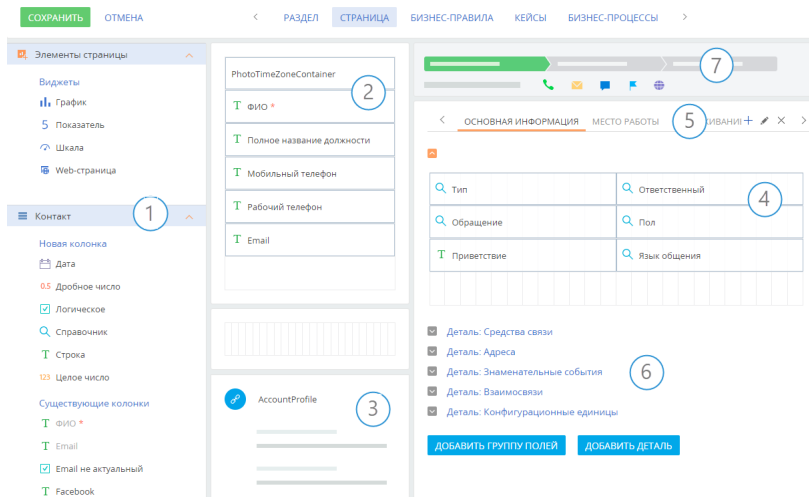 СОХРАНИТЬ ОТМЕНА РАЗДЕЛ СТРАНИЦА БИЗНЕС-ПРАВИЛА КЕЙСЫ БИЗНЕС-ПРОЦЕССЫ
Элементы страницы
Виджеты
График
5 Показатель
Шкала
Web-страница
1
Контакт
Новая колонка
Дата
0.5 Дробное число
Логическое
Справочник
T Строка
123 Целое число
Существующие колонки
T ФИО *
T Email
Email не актуальный
T Facebook
PhotoTimeZoneContainer
2
T ФИО *
T Полное название должности
T Мобильный телефон
T Рабочий телефон
T Email
AccountProfile
3
7
ОСНОВНАЯ ИНФОРМАЦИЯ МЕСТО РАБОТЫ 5
Тип Ответственный
4
Обращение Пол
T Приветствие Язык общения
Деталь: Средства связи
Деталь: Адреса
Деталь: Знаменательные события
6
Деталь: Взаимосвязи
Деталь: Конфигурационные единицы
ДОБАВИТЬ ГРУППУ ПОЛЕЙ ДОБАВИТЬ ДЕТАЛЬ